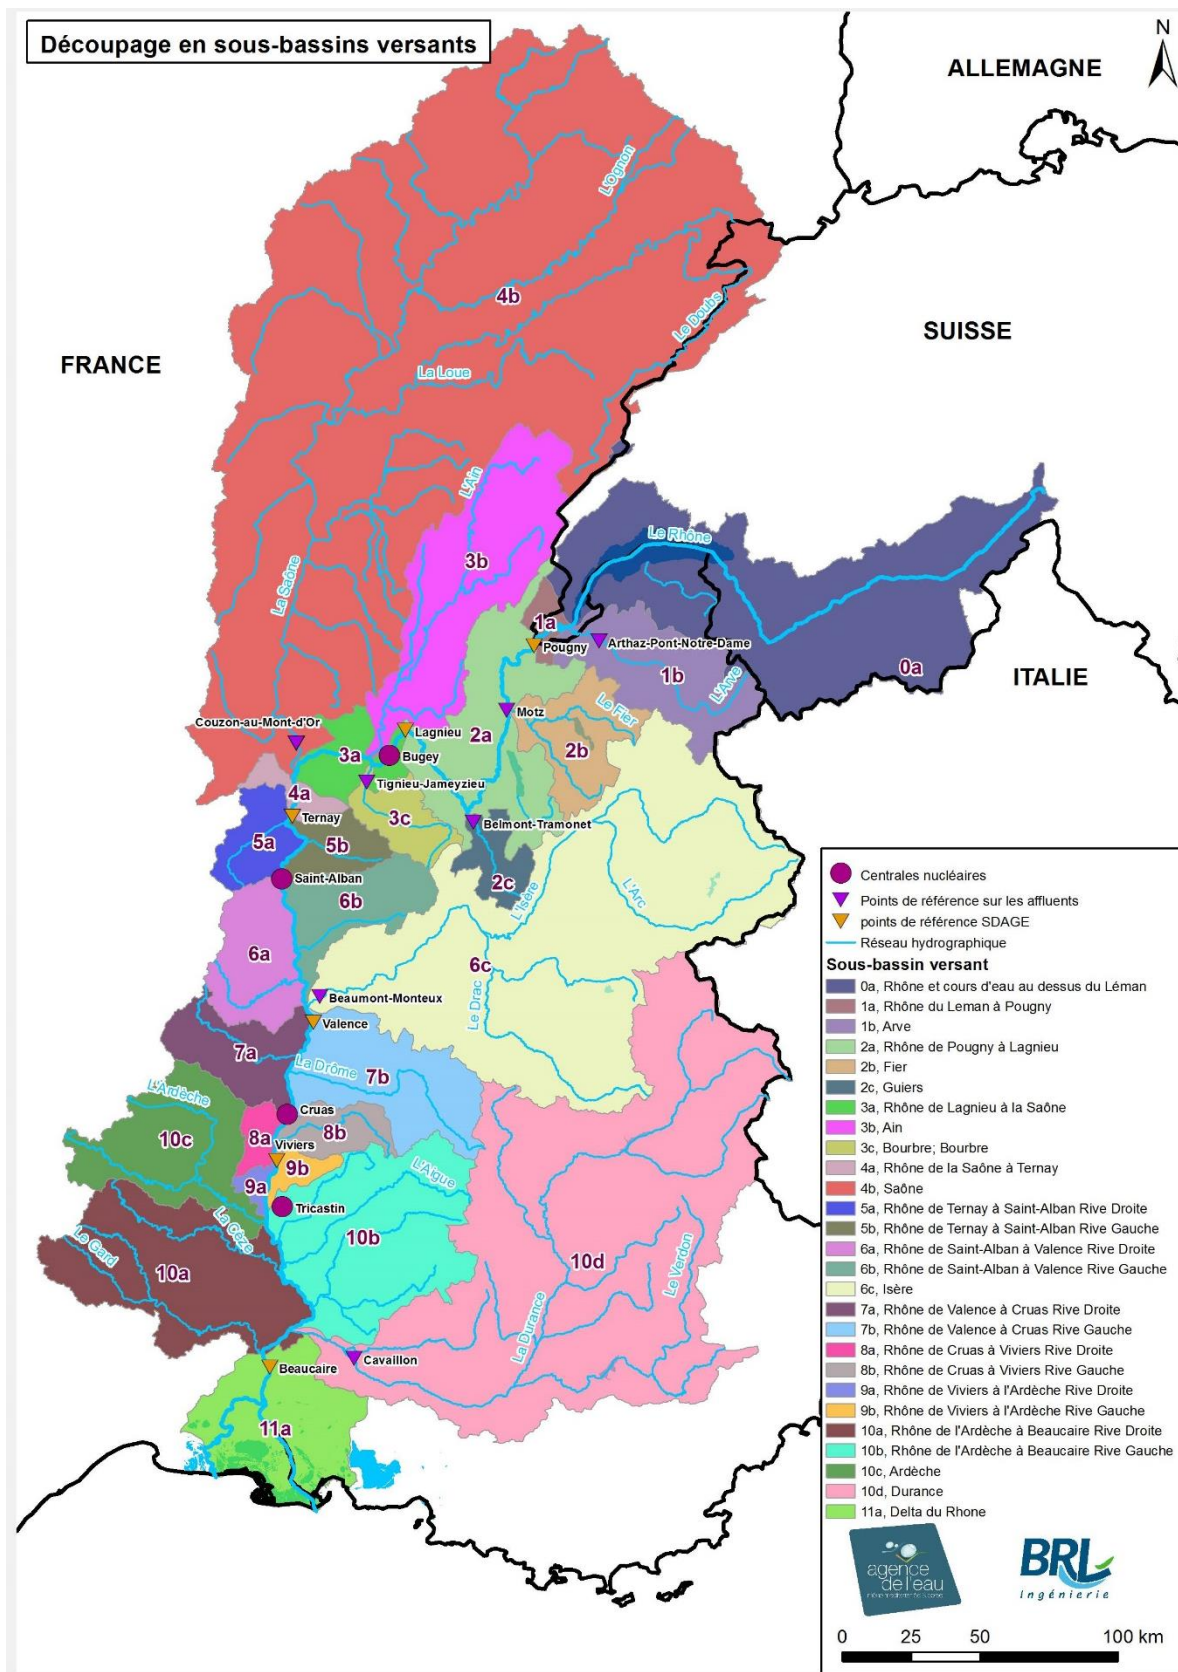 Découpage en sous-bassins versants
N
ALLEMAGNE
L'Ognon
4b
Le Doubs
SUISSE
FRANCE
La Loue
L'Ain
Le Rhône
3b
La Saône
1a
Pougny
Arthaz-Pont-Notre-Dame
1b
L'Arve
0a
ITALIE
Couzon-au-Mont-d'Or
Motz
Le Fier
Lagnieu
2a
3a
Bugey
2b
Tignieu-Jameyzieu
4a
Ternay
3c
Belmont-Tramonet
5a
5b
Saint-Alban
2c
L'Isère
L'Arc
6b
6a
6c
Le Drac
Beaumont-Monteux
Valence
7a
La Drôme
7b
L'Ardèche
Cruas
10c
8a
8b
Viviers
9b
L'Aigue
9a
Tricastin
La Cèze
Le Gard
10b
10a
10d
Le Verdon
La Durance
Beaucaire
Cavaillon
11a
Centrales nucléaires
Points de référence sur les affluents
points de référence SDAGE
Réseau hydrographique
Sous-bassin versant
0a, Rhône et cours d'eau au dessus du Léman
1a, Rhône du Leman à Pougny
1b, Arve
2a, Rhône de Pougny à Lagnieu
2b, Fier
2c, Guiers
3a, Rhône de Lagnieu à la Saône
3b, Ain
3c, Bourbre; Bourbre
4a, Rhône de la Saône à Ternay
4b, Saône
5a, Rhône de Ternay à Saint-Alban Rive Droite
5b, Rhône de Ternay à Saint-Alban Rive Gauche
6a, Rhône de Saint-Alban à Valence Rive Droite
6b, Rhône de Saint-Alban à Valence Rive Gauche
6c, Isère
7a, Rhône de Valence à Cruas Rive Droite
7b, Rhône de Valence à Cruas Rive Gauche
8a, Rhône de Cruas à Viviers Rive Droite
8b, Rhône de Cruas à Viviers Rive Gauche
9a, Rhône de Viviers à l'Ardèche Rive Droite
9b, Rhône de Viviers à l'Ardèche Rive Gauche
10a, Rhône de l'Ardèche à Beaucaire Rive Droite
10b, Rhône de l'Ardèche à Beaucaire Rive Gauche
10c, Ardèche
10d, Durance
11a, Delta du Rhone
agence
de l'eau
BRL
Ingénierie
0 25 50 100 km